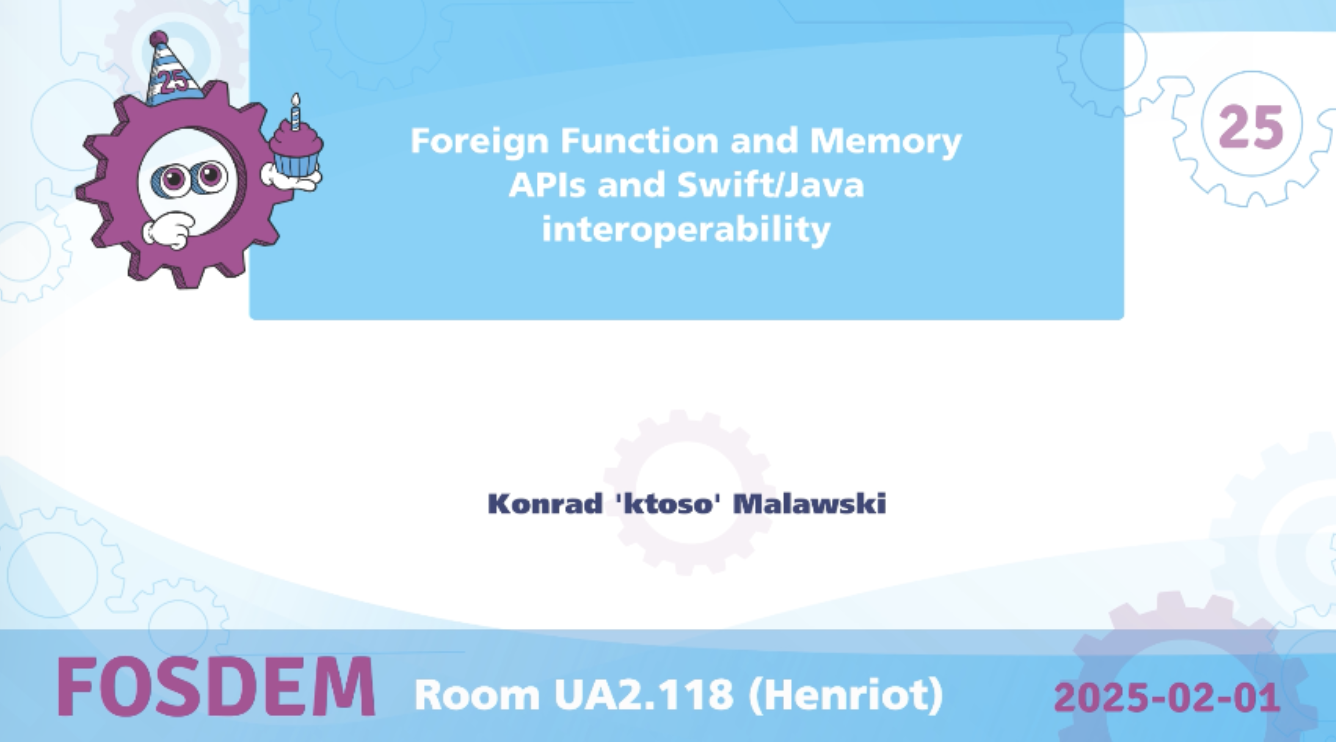 25
Foreign Function and Memory
APIs and Swift/Java
interoperability
25
Konrad 'ktoso' Malawski
FOSDEM
Room UA2.118 (Henriot)
2025-02-01